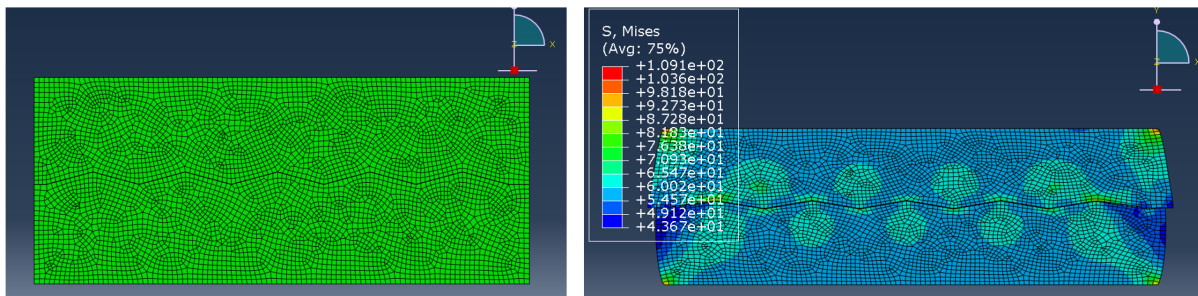 Z
X
Y
S, Mises
(Avg: 75%)
+1.091e+02
+1.036e+02
+9.818e+01
+9.273e+01
+8.728e+01
+8.183e+01
+7.638e+01
+7.093e+01
+6.547e+01
+6.002e+01
+5.457e+01
+4.912e+01
+4.367e+01
Z
X